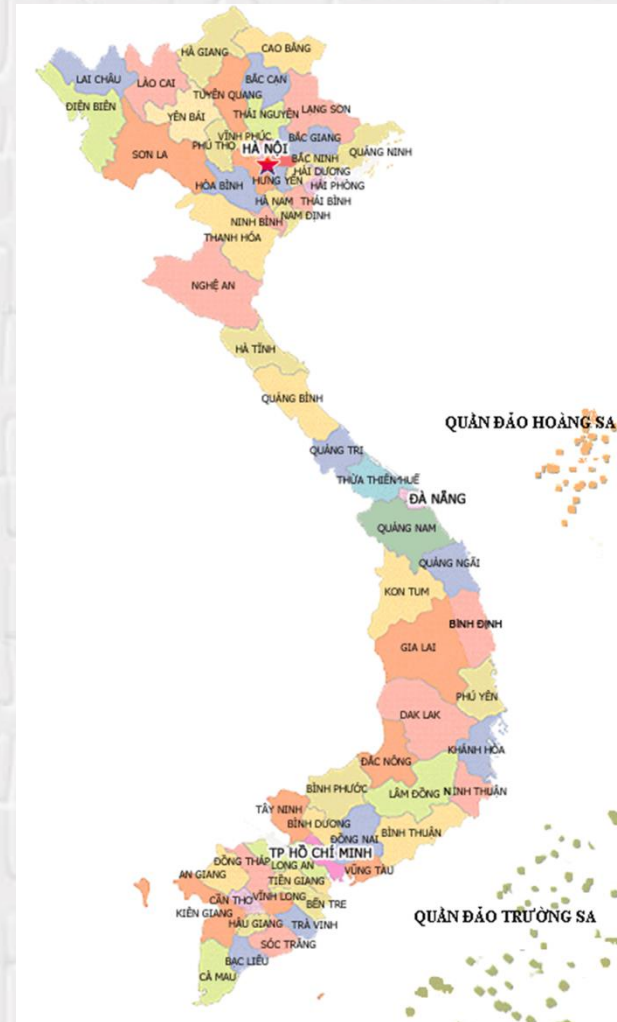 HÀ GIANG
CAO BẰNG
LAI CHÂU
LÀO CAI
BẮC CẠN
ĐIỆN BIÊN
TUYÊN QUANG
YÊN BÁI
THÁI NGUYÊN
LẠNG SƠN
VĨNH PHÚC
BẮC GIANG
PHÚ THỌ
HÀ NỘI
SƠN LA
BẮC NINH
QUẢNG NINH
HẢI DƯƠNG
HÒA BÌNH
HƯNG YÊN
HẢI PHÒNG
HÀ NAM
THÁI BÌNH
NINH BÌNH
NAM ĐỊNH
THANH HÓA
NGHỆ AN
HÀ TĨNH
QUẢNG BÌNH
QUẦN ĐẢO HOÀNG SA
QUẢNG TRỊ
THỪA THIÊN HUẾ
ĐÀ NẴNG
QUẢNG NAM
QUẢNG NGÃI
KON TUM
BÌNH ĐỊNH
GIA LAI
PHÚ YÊN
DAK LAK
KHÁNH HÒA
ĐẮC NÔNG
BÌNH PHƯỚC
LÂM ĐỒNG
NINH THUẬN
TÂY NINH
BÌNH DƯƠNG
ĐỒNG NAI
BÌNH THUẬN
TP HỒ CHÍ MINH
ĐỒNG THÁP
LONG AN
VŨNG TÀU
AN GIANG
TIỀN GIANG
CẦN THƠ
VĨNH LONG
BẾN TRE
KIÊN GIANG
QUẦN ĐẢO TRƯỜNG SA
HẬU GIANG
TRÀ VINH
SÓC TRĂNG
BẠC LIÊU
CÀ MAU